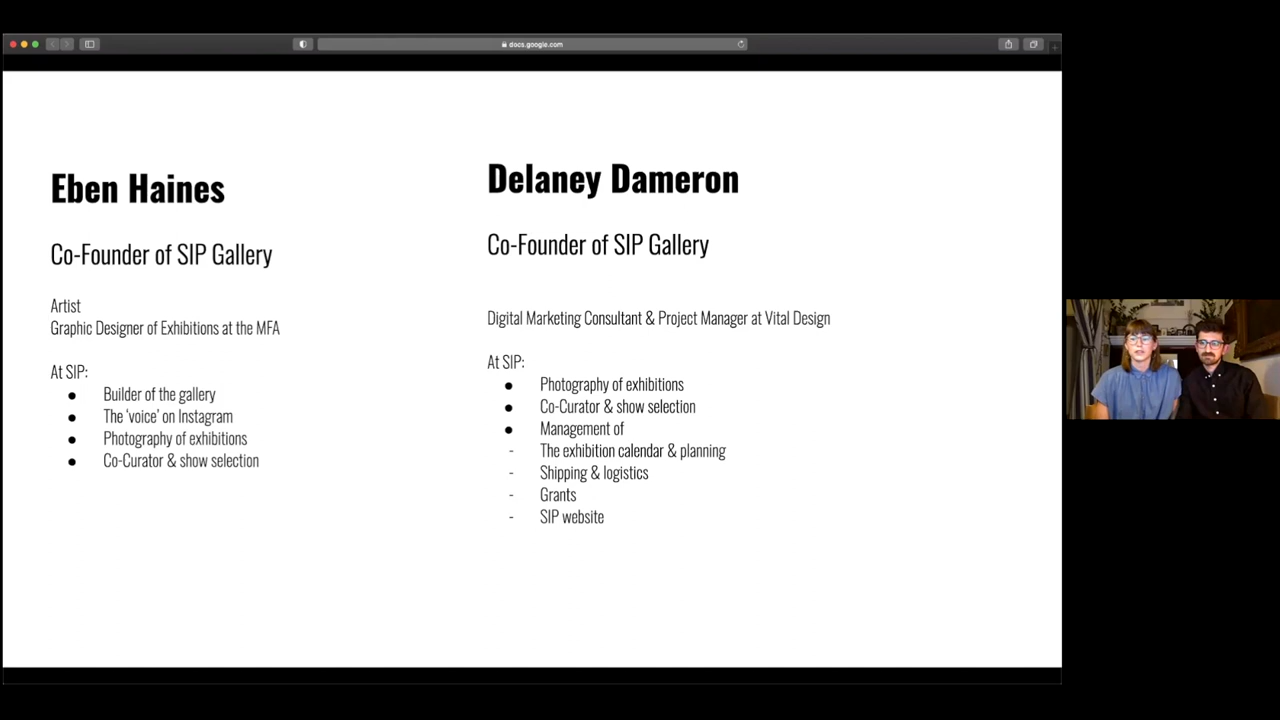 docs.google.com
Eben Haines
Co-Founder of SIP Gallery
Artist
Graphic Designer of Exhibitions at the MFA
At SIP:
● Builder of the gallery
● The ‘voice’ on Instagram
● Photography of exhibitions
● Co-Curator & show selection
Delaney Dameron
Co-Founder of SIP Gallery
Digital Marketing Consultant & Project Manager at Vital Design
At SIP:
● Photography of exhibitions
● Co-Curator & show selection
● Management of
- The exhibition calendar & planning
- Shipping & logistics
- Grants
- SIP website